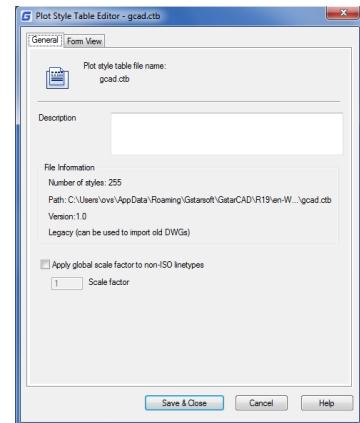 Plot Style Table Editor - gcad.ctb
General Form View
Plot style table file name:
gcad.ctb
Description
File Information
Number of styles: 255
Path: C:\Users\ovs\AppData\Roaming\Gstarsoft\GstarCAD\R19\en-W...\gcad.ctb
Version:1.0
Legacy (can be used to import old DWGs)
Apply global scale factor to non-ISO linetypes
1 Scale factor
Save & Close Cancel Help